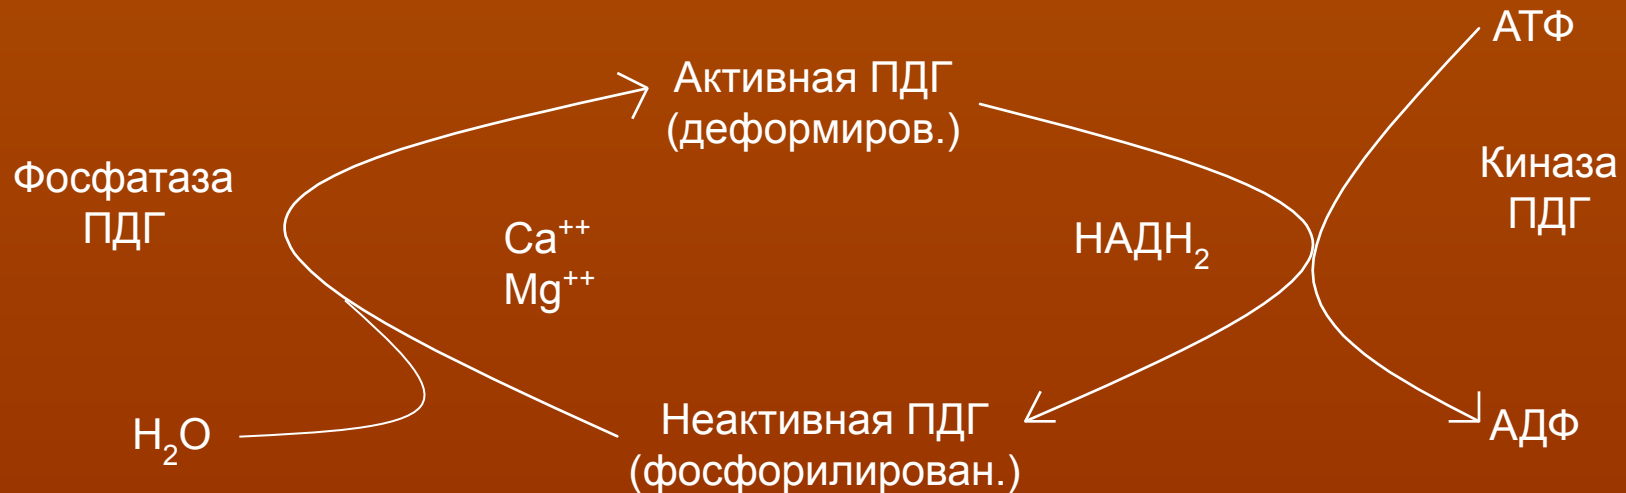 АТФ
Активная ПДГ
(деформиров.)
Фосфатаза
ПДГ
Киназа
ПДГ
Ca⁺⁺
Mg⁺⁺
НАДН₂
H₂O
Неактивная ПДГ
(фосфорилирован.)
АДФ